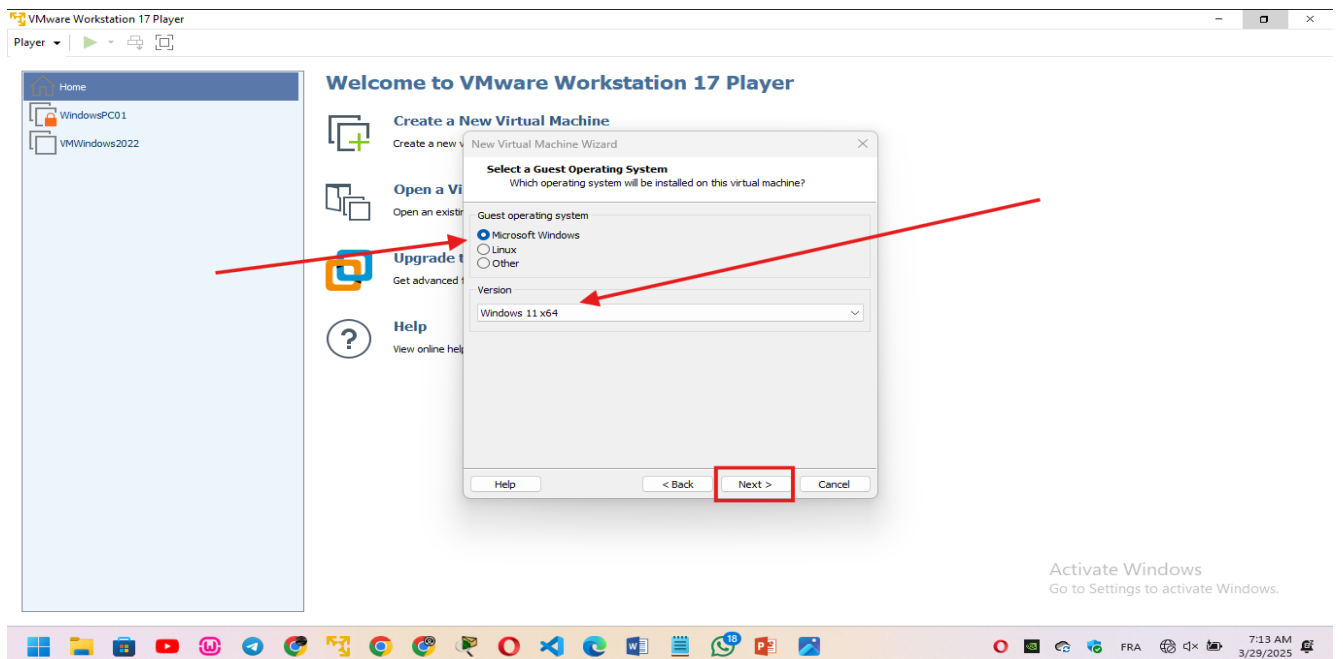 VMware Workstation 17 Player
Player
Home
WindowsPC01
VMWindows2022
Welcome to VMware Workstation 17 Player
Create a New Virtual Machine
Create a new v
Open a Vi
Open an existin
Upgrade t
Get advanced f
Help
View online help
New Virtual Machine Wizard
Select a Guest Operating System
Which operating system will be installed on this virtual machine?
Guest operating system
Microsoft Windows
Linux
Other
Version
Windows 11 x64
Help
< Back
Next >
Cancel
Activate Windows
Go to Settings to activate Windows.
18
FRA
7:13 AM
3/29/2025